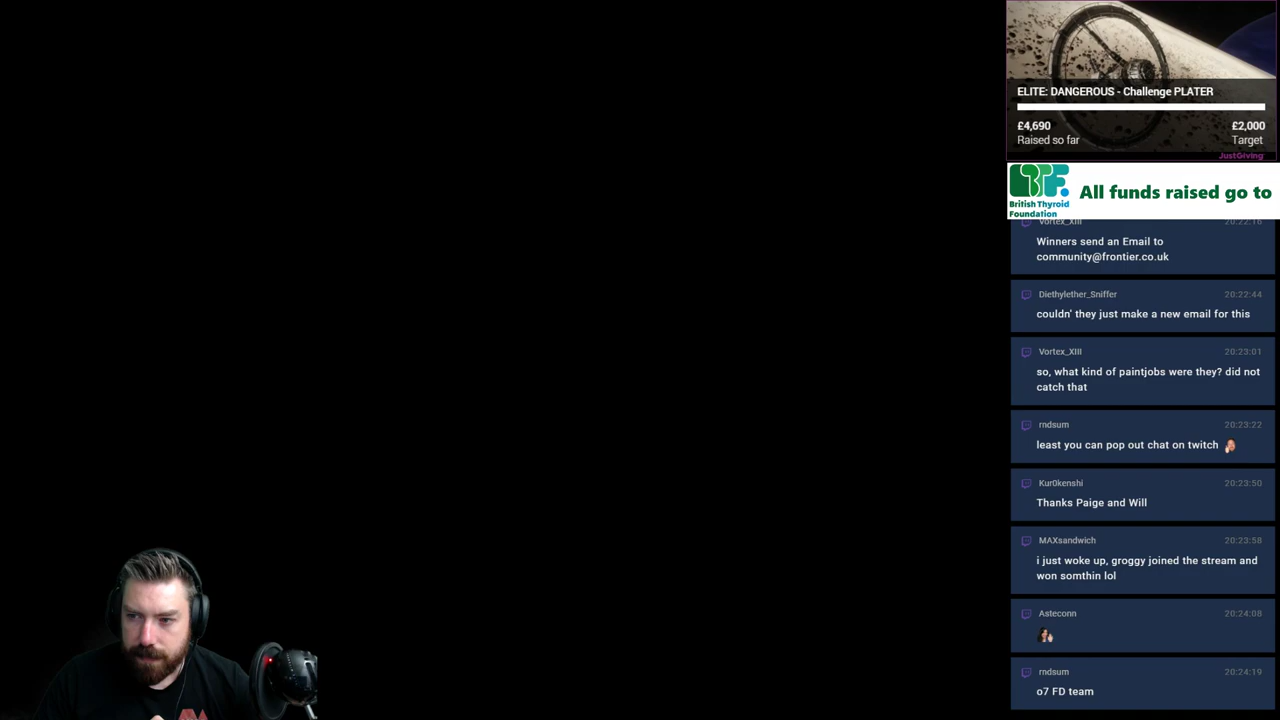 ELITE: DANGEROUS - Challenge PLATER
£4,690
£2,000
Raised so far
Target
JustGiving
BTF.
British Thyroid
Foundation
All funds raised go to
Vortex_XIII
20:22:16
Winners send an Email to
community@frontier.co.uk
Diethylether_Sniffer
20:22:44
couldn' they just make a new email for this
Vortex_XIII
20:23:01
so, what kind of paintjobs were they? did not
catch that
rndsum
20:23:22
least you can pop out chat on twitch
Kur0kenshi
20:23:50
Thanks Paige and Will
MAXsandwich
20:23:58
i just woke up, groggy joined the stream and
won somthin lol
Asteconn
20:24:08
rndsum
20:24:19
o7 FD team